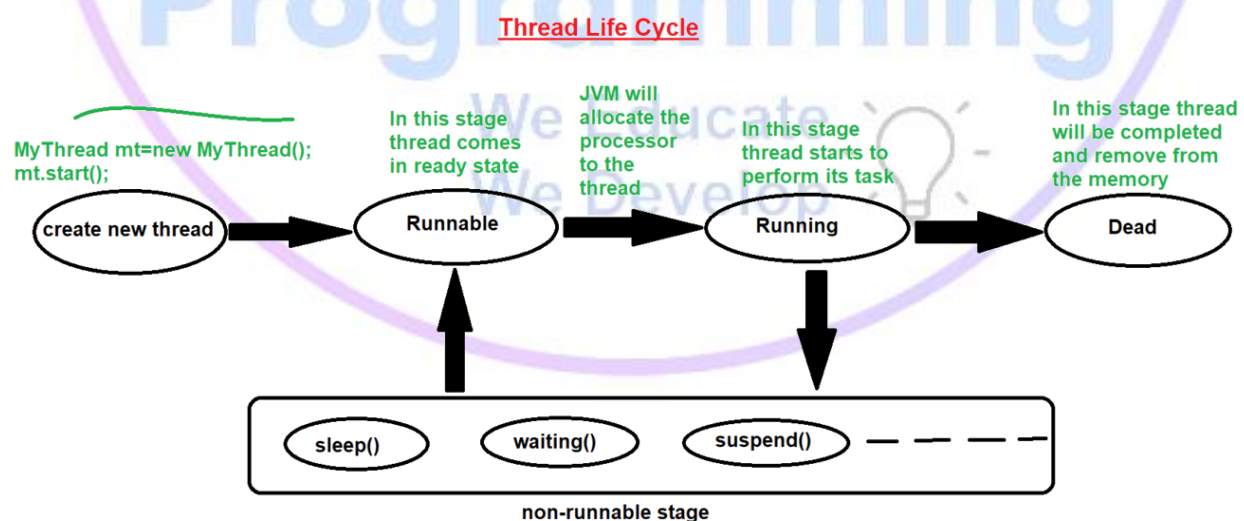 Programming
Thread Life Cycle
We Educate
We Develop
MyThread mt=new MyThread();
mt.start();
create new thread
In this stage
thread comes
in ready state
Runnable
JVM will
allocate the
processor
to the
thread
In this stage
thread starts to
perform its task
Running
In this stage thread
will be completed
and remove from
the memory
Dead
sleep()
waiting()
suspend()
non-runnable stage